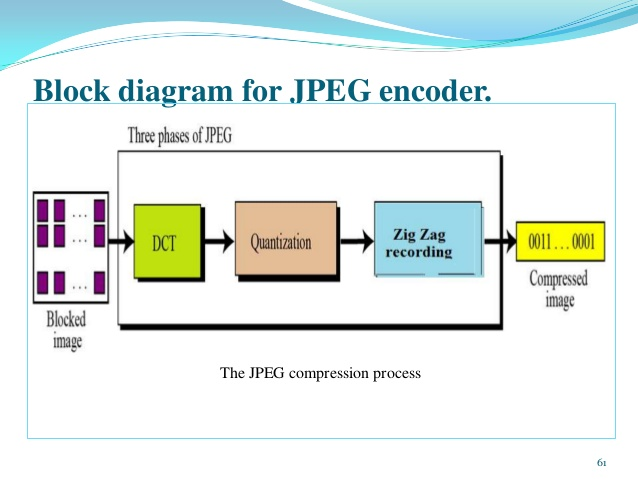 Block diagram for JPEG encoder.
Three phases of JPEG
DCT
Quantization
Zig Zag
recording
0011 ... 0001
Blocked
image
Compressed
image
The JPEG compression process
61